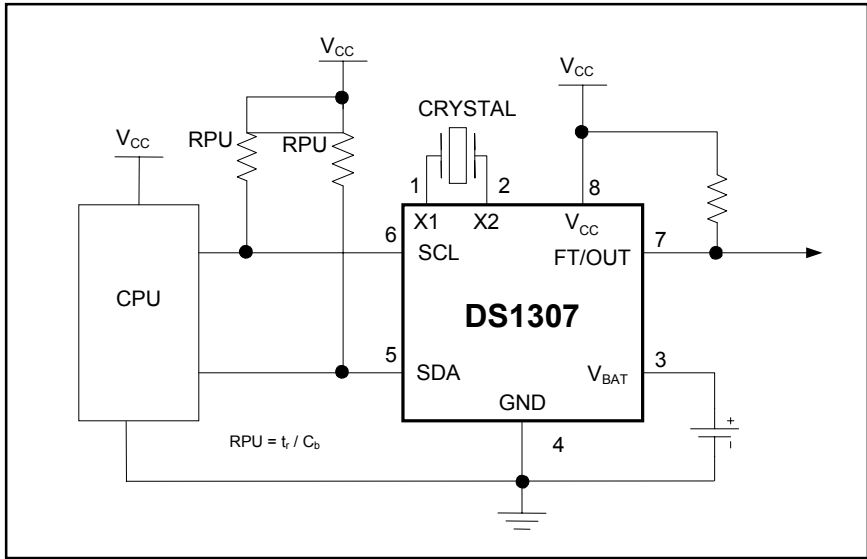 VCC
VCC
CRYSTAL
VCC
RPU
RPU
1
2
8
X1
X2
VCC
6
SCL
FT/OUT
7
CPU
DS1307
5
SDA
VBAT
3
GND
+
-
RPU = tr / Cb
4